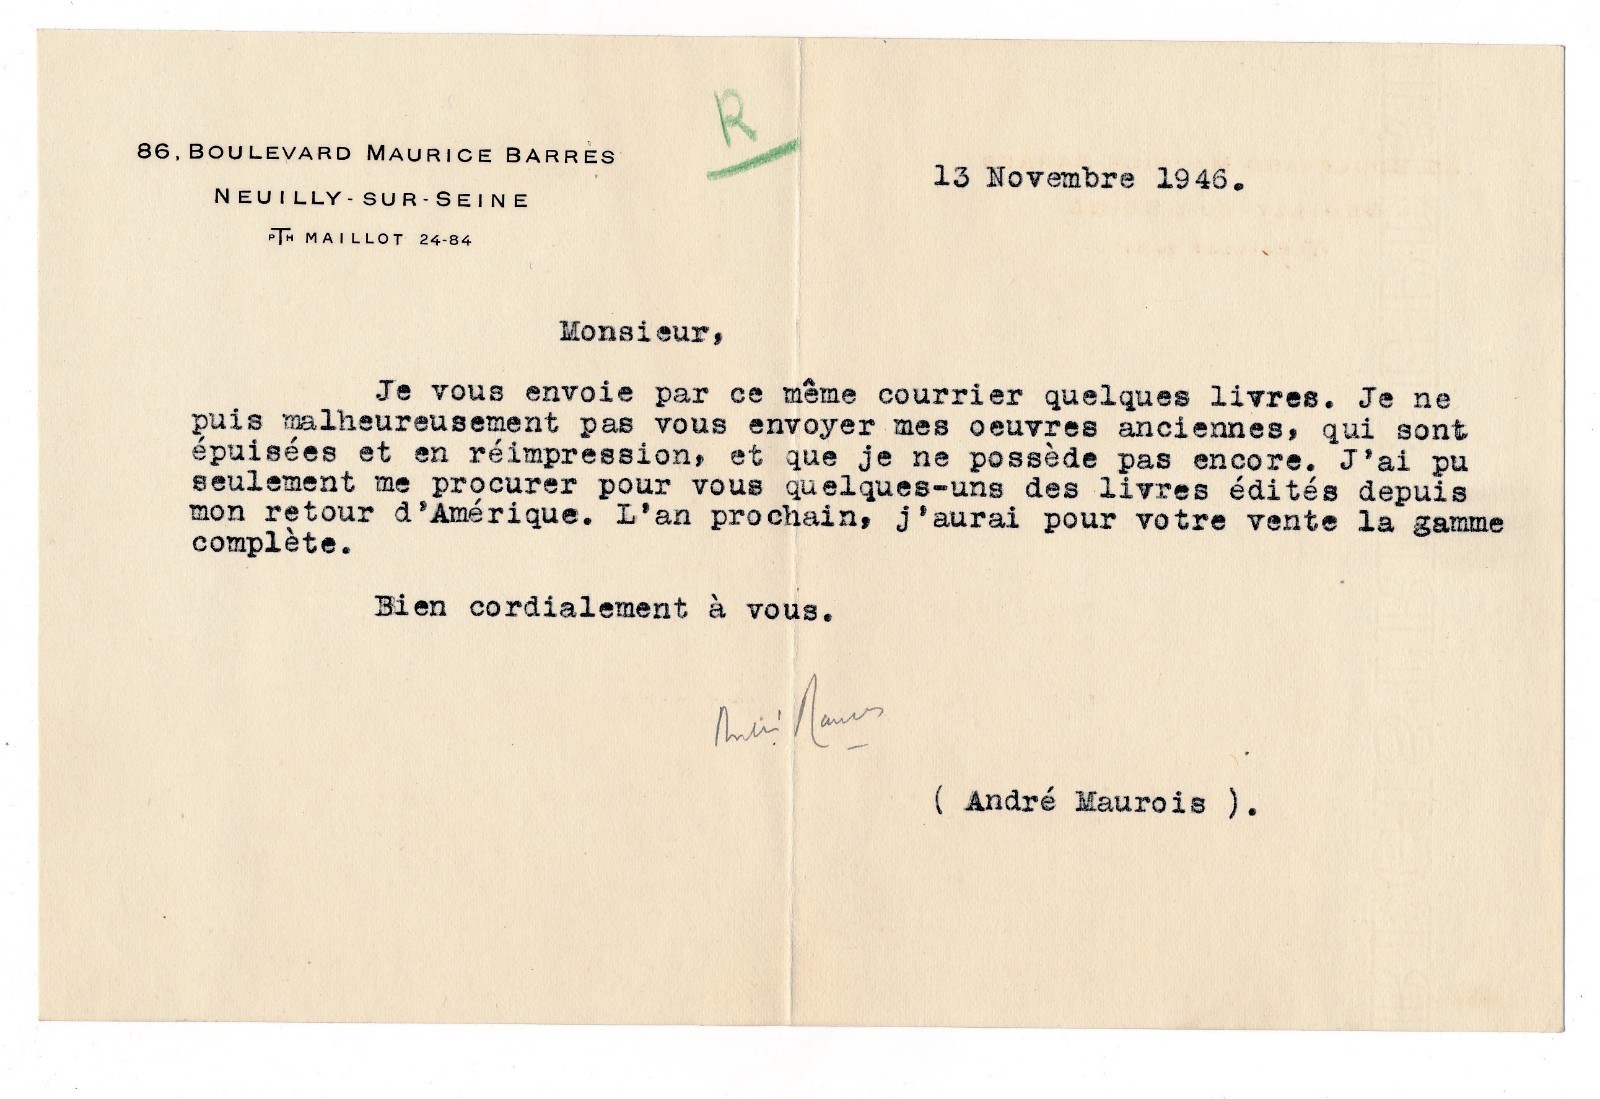 86, BOULEVARD MAURICE BARRÈS
NEUILLY-SUR-SEINE
PTH MAILLOT 24-84
R
13 Novembre 1946.
Monsieur,
Je vous envoie par ce même courrier quelques livres. Je ne
puis malheureusement pas vous envoyer mes oeuvres anciennes, qui sont
épuisées et en réimpression, et que je ne possède pas encore. J'ai pu
seulement me procurer pour vous quelques-uns des livres édités depuis
mon retour d'Amérique. L'an prochain, j'aurai pour votre vente la gamme
complète.
Bien cordialement à vous.
André Maurois
( André Maurois ).